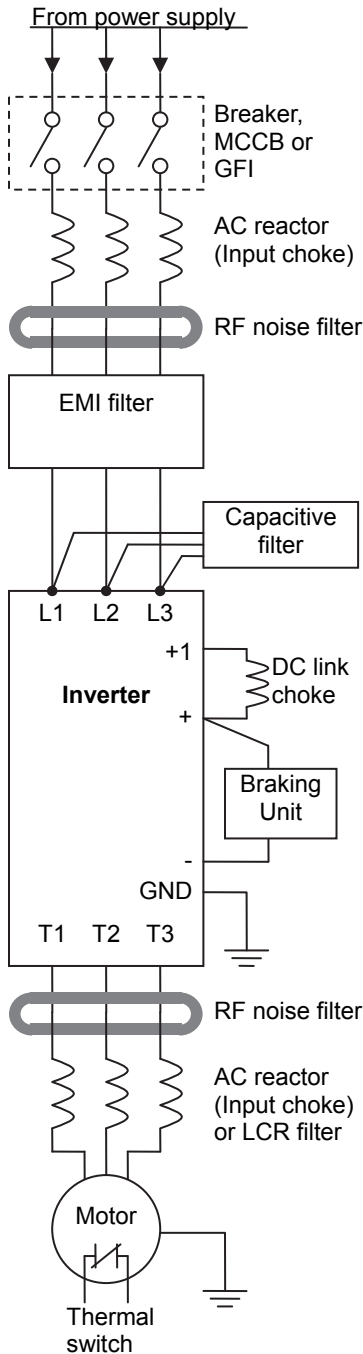 From power supply
Breaker,
MCCB or
GFI
AC reactor
(Input choke)
RF noise filter
EMI filter
Capacitive
filter
L1 L2 L3
+1
DC link
choke
Inverter
+
Braking
Unit
-
GND
T1 T2 T3
RF noise filter
AC reactor
(Input choke)
or LCR filter
Motor
Thermal
switch